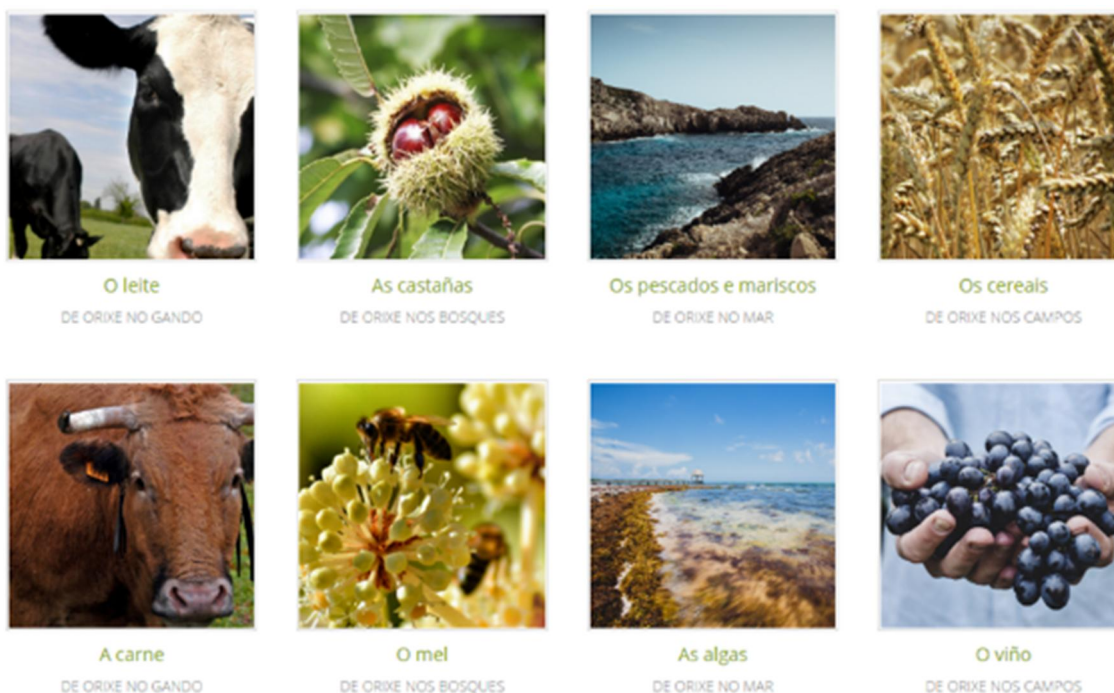 O leite
DE ORIXE NO GANDO
As castañas
DE ORIXE NOS BOSQUES
Os pescados e mariscos
DE ORIXE NO MAR
Os cereais
DE ORIXE NOS CAMPOS
A carne
DE ORIXE NO GANDO
O mel
DE ORIXE NOS BOSQUES
As algas
DE ORIXE NO MAR
O viño
DE ORIXE NOS CAMPOS